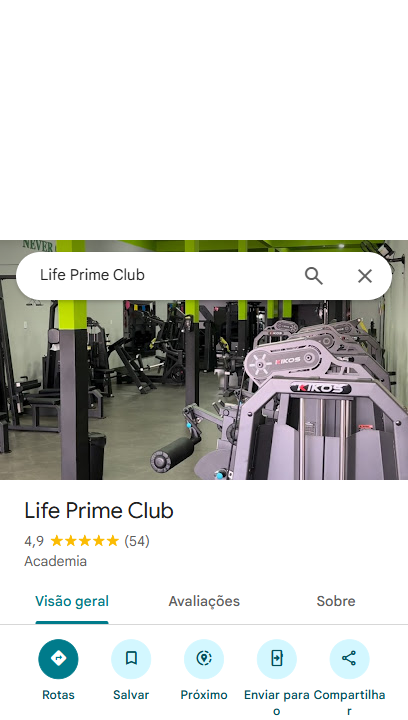 NEVER
Life Prime Club
KIKOS
KIKOS
Life Prime Club
4,9 (54)
Academia
Visão geral Avaliações Sobre
Rotas Salvar Próximo Enviar para Compartilha
o r